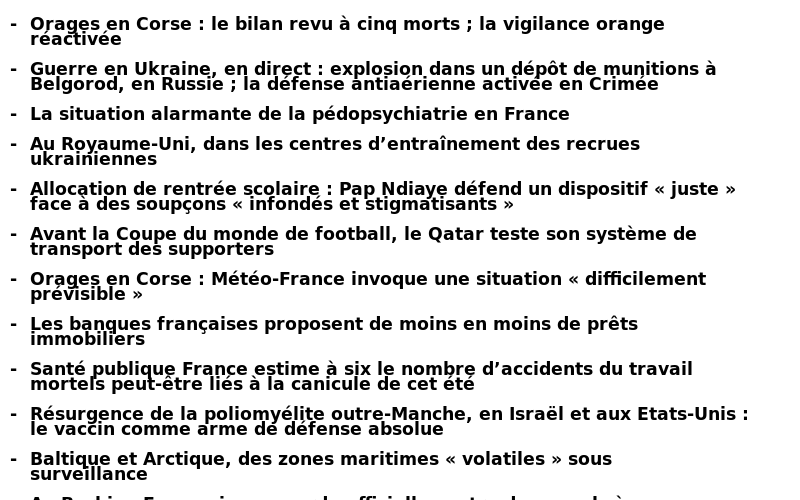 - Orages en Corse : le bilan revu à cinq morts ; la vigilance orange
réactivée
- Guerre en Ukraine, en direct : explosion dans un dépôt de munitions à
Belgorod, en Russie ; la défense antiaérienne activée en Crimée
- La situation alarmante de la pédopsychiatrie en France
- Au Royaume-Uni, dans les centres d’entraînement des recrues
ukrainiennes
- Allocation de rentrée scolaire : Pap Ndiaye défend un dispositif « juste »
face à des soupçons « infondés et stigmatisants »
- Avant la Coupe du monde de football, le Qatar teste son système de
transport des supporters
- Orages en Corse : Météo-France invoque une situation « difficilement
prévisible »
- Les banques françaises proposent de moins en moins de prêts
immobiliers
- Santé publique France estime à six le nombre d’accidents du travail
mortels peut-être liés à la canicule de cet été
- Résurgence de la poliomyélite outre-Manche, en Israël et aux Etats-Unis :
le vaccin comme arme de défense absolue
- Baltique et Arctique, des zones maritimes « volatiles » sous
surveillance